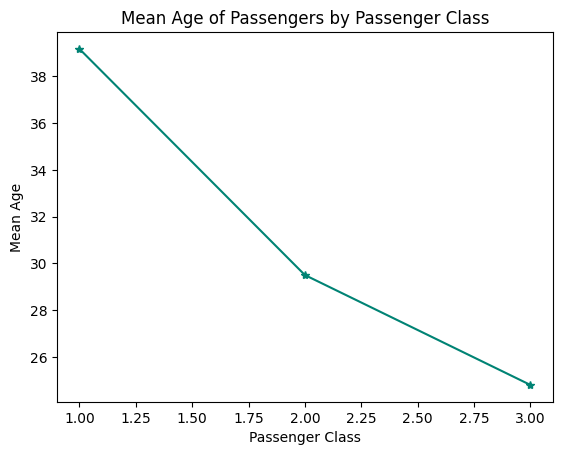 Mean Age of Passengers by Passenger Class
38
36
34
32
30
28
26
Mean Age
1.00 1.25 1.50 1.75 2.00 2.25 2.50 2.75 3.00
Passenger Class